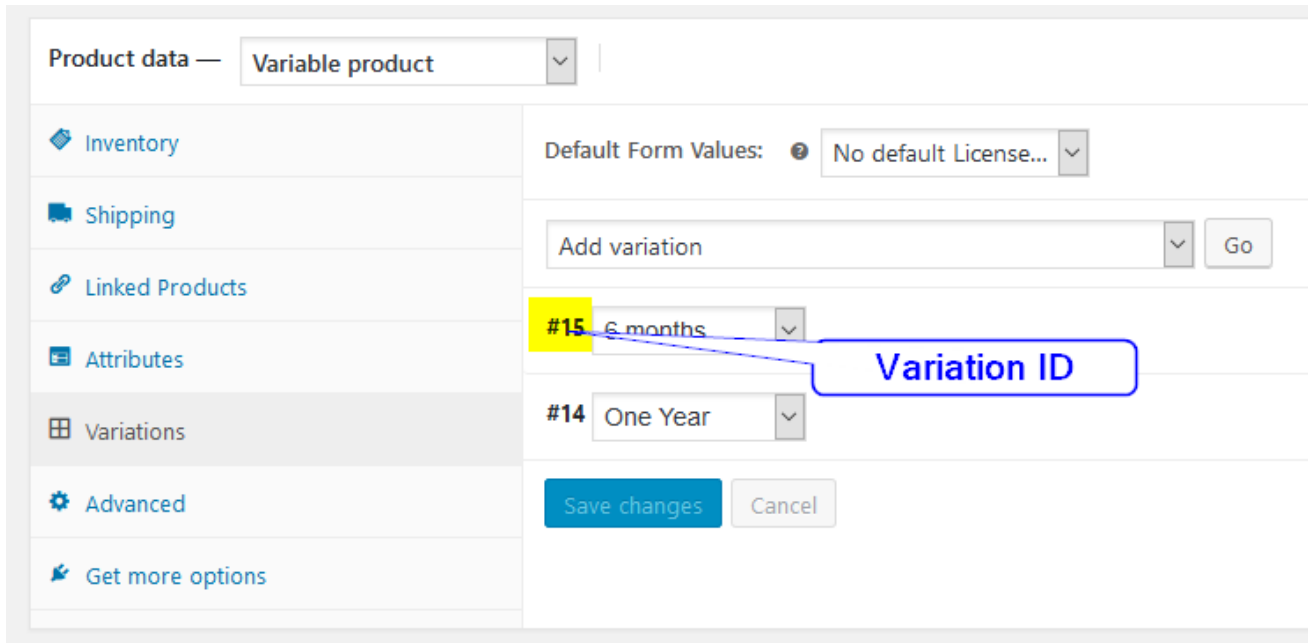 Product data — Variable product
Inventory
Default Form Values: No default License...
Shipping
Add variation Go
Linked Products
#15 6 months
Variation ID
Attributes
#14 One Year
Variations
Save changes Cancel
Advanced
Get more options